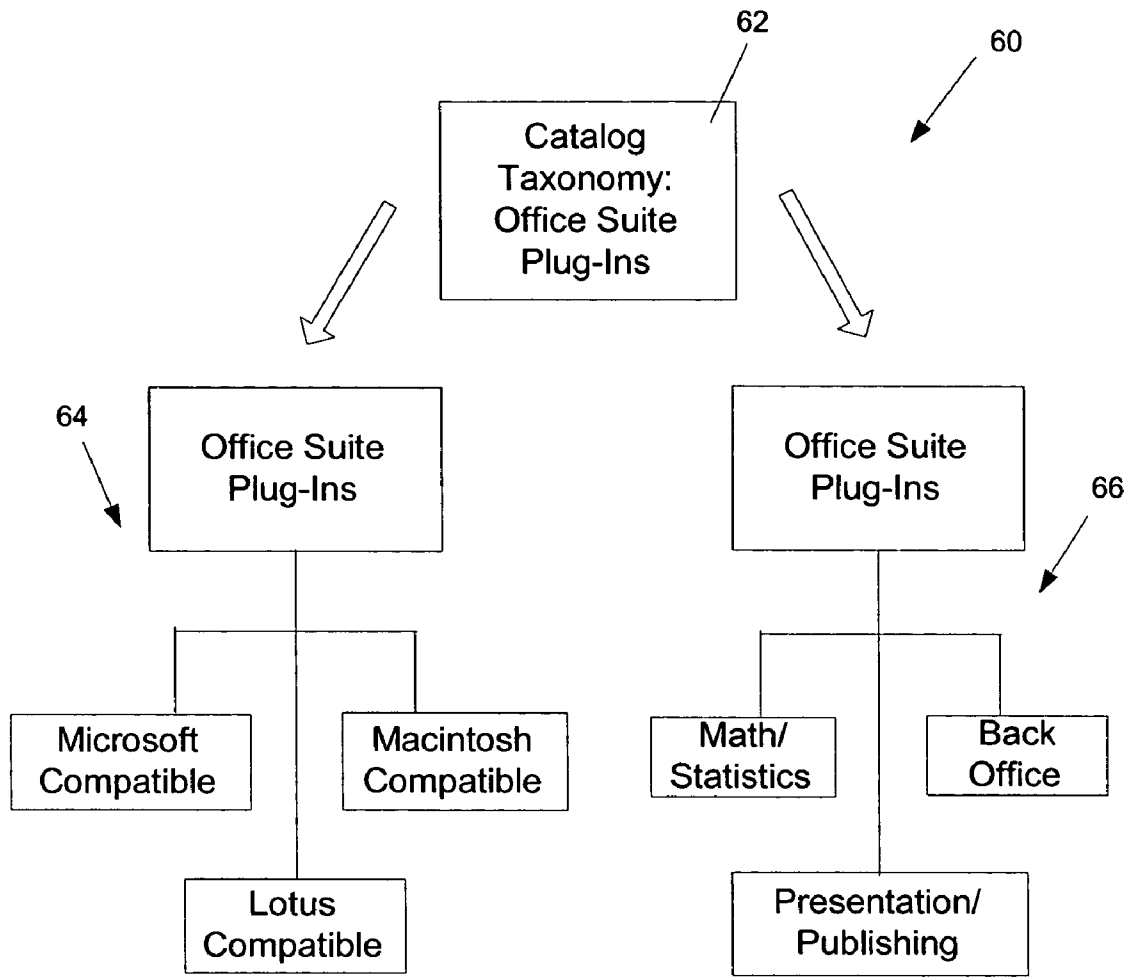 62
60
Catalog
Taxonomy:
Office Suite
Plug-Ins
64
Office Suite
Plug-Ins
Office Suite
Plug-Ins
66
Microsoft
Compatible
Macintosh
Compatible
Math/
Statistics
Back
Office
Lotus
Compatible
Presentation/
Publishing